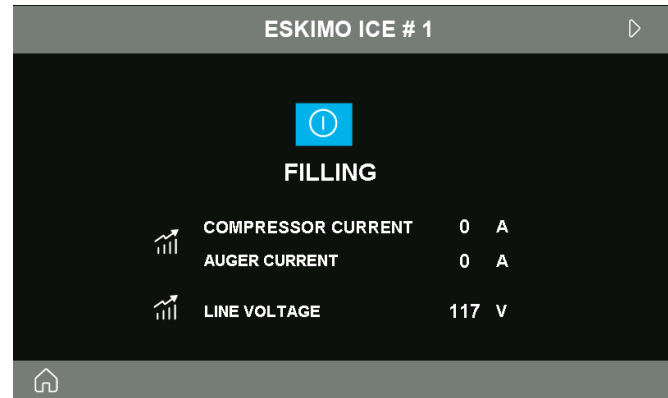 ESKIMO ICE # 1
FILLING
COMPRESSOR CURRENT 0 A
AUGER CURRENT 0 A
LINE VOLTAGE 117 V